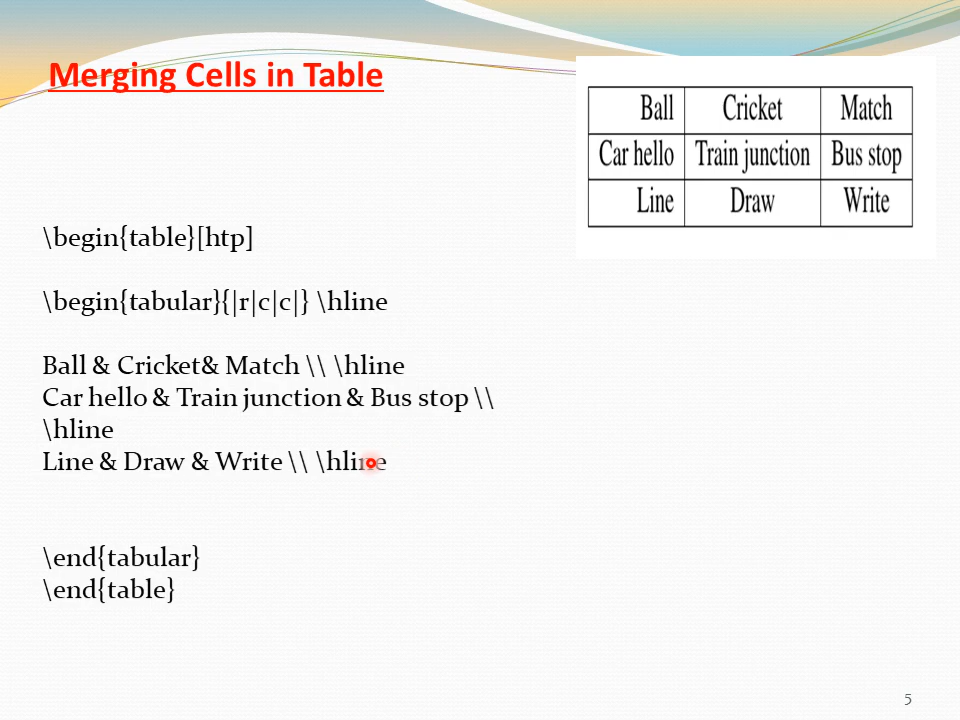 Merging Cells in Table
Ball Cricket Match
Car hello Train junction Bus stop
Line Draw Write
\begin{table}[htp]
\begin{tabular}{|r|c|c|} \hline
Ball & Cricket& Match \\ \hline
Car hello & Train junction & Bus stop \\
\hline
Line & Draw & Write \\ \hline
\end{tabular}
\end{table}
5